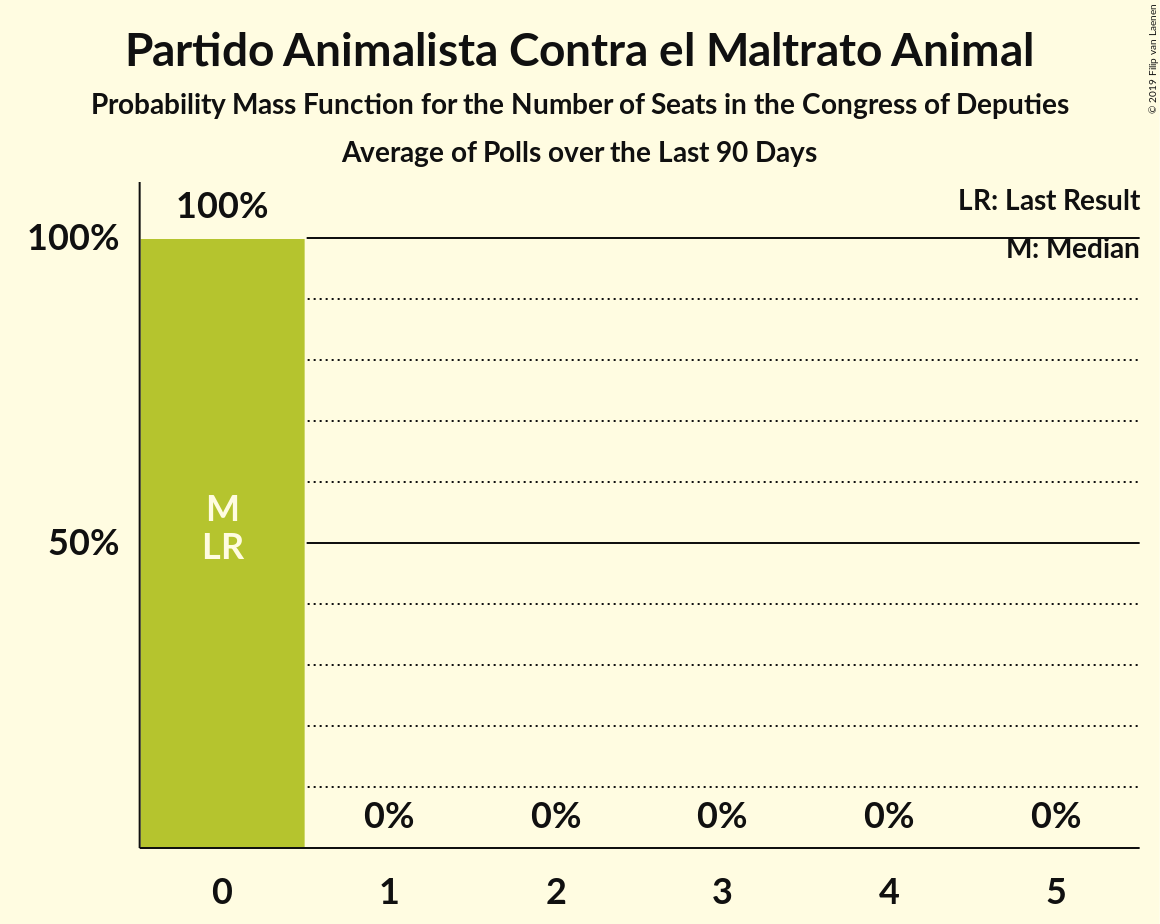 Partido Animalista Contra el Maltrato Animal
Probability Mass Function for the Number of Seats in the Congress of Deputies
Average of Polls over the Last 90 Days
© 2019 Filip van Laenen
LR: Last Result
M: Median
100%
100%
50%
M
LR
0%
0%
0%
0%
0%
0
1
2
3
4
5